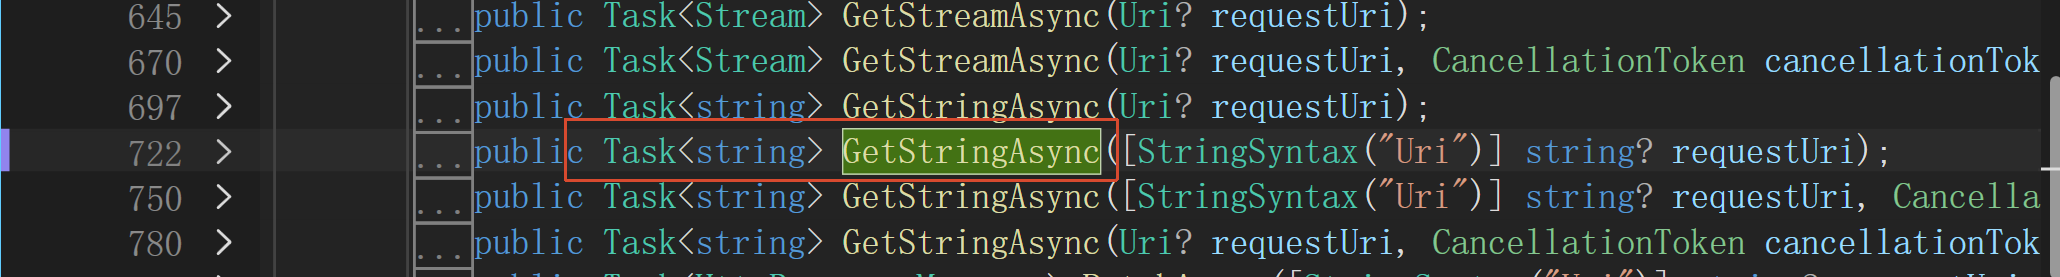 645 > ...public Task<Stream> GetStreamAsync(Uri? requestUri);
670 > ...public Task<Stream> GetStreamAsync(Uri? requestUri, CancellationToken cancellationTok
697 > ...public Task<string> GetStringAsync(Uri? requestUri);
722 > ...public Task<string> GetStringAsync([StringSyntax("Uri")] string? requestUri);
750 > ...public Task<string> GetStringAsync([StringSyntax("Uri")] string? requestUri, Cancella
780 > ...public Task<string> GetStringAsync(Uri? requestUri, CancellationToken cancellationTok